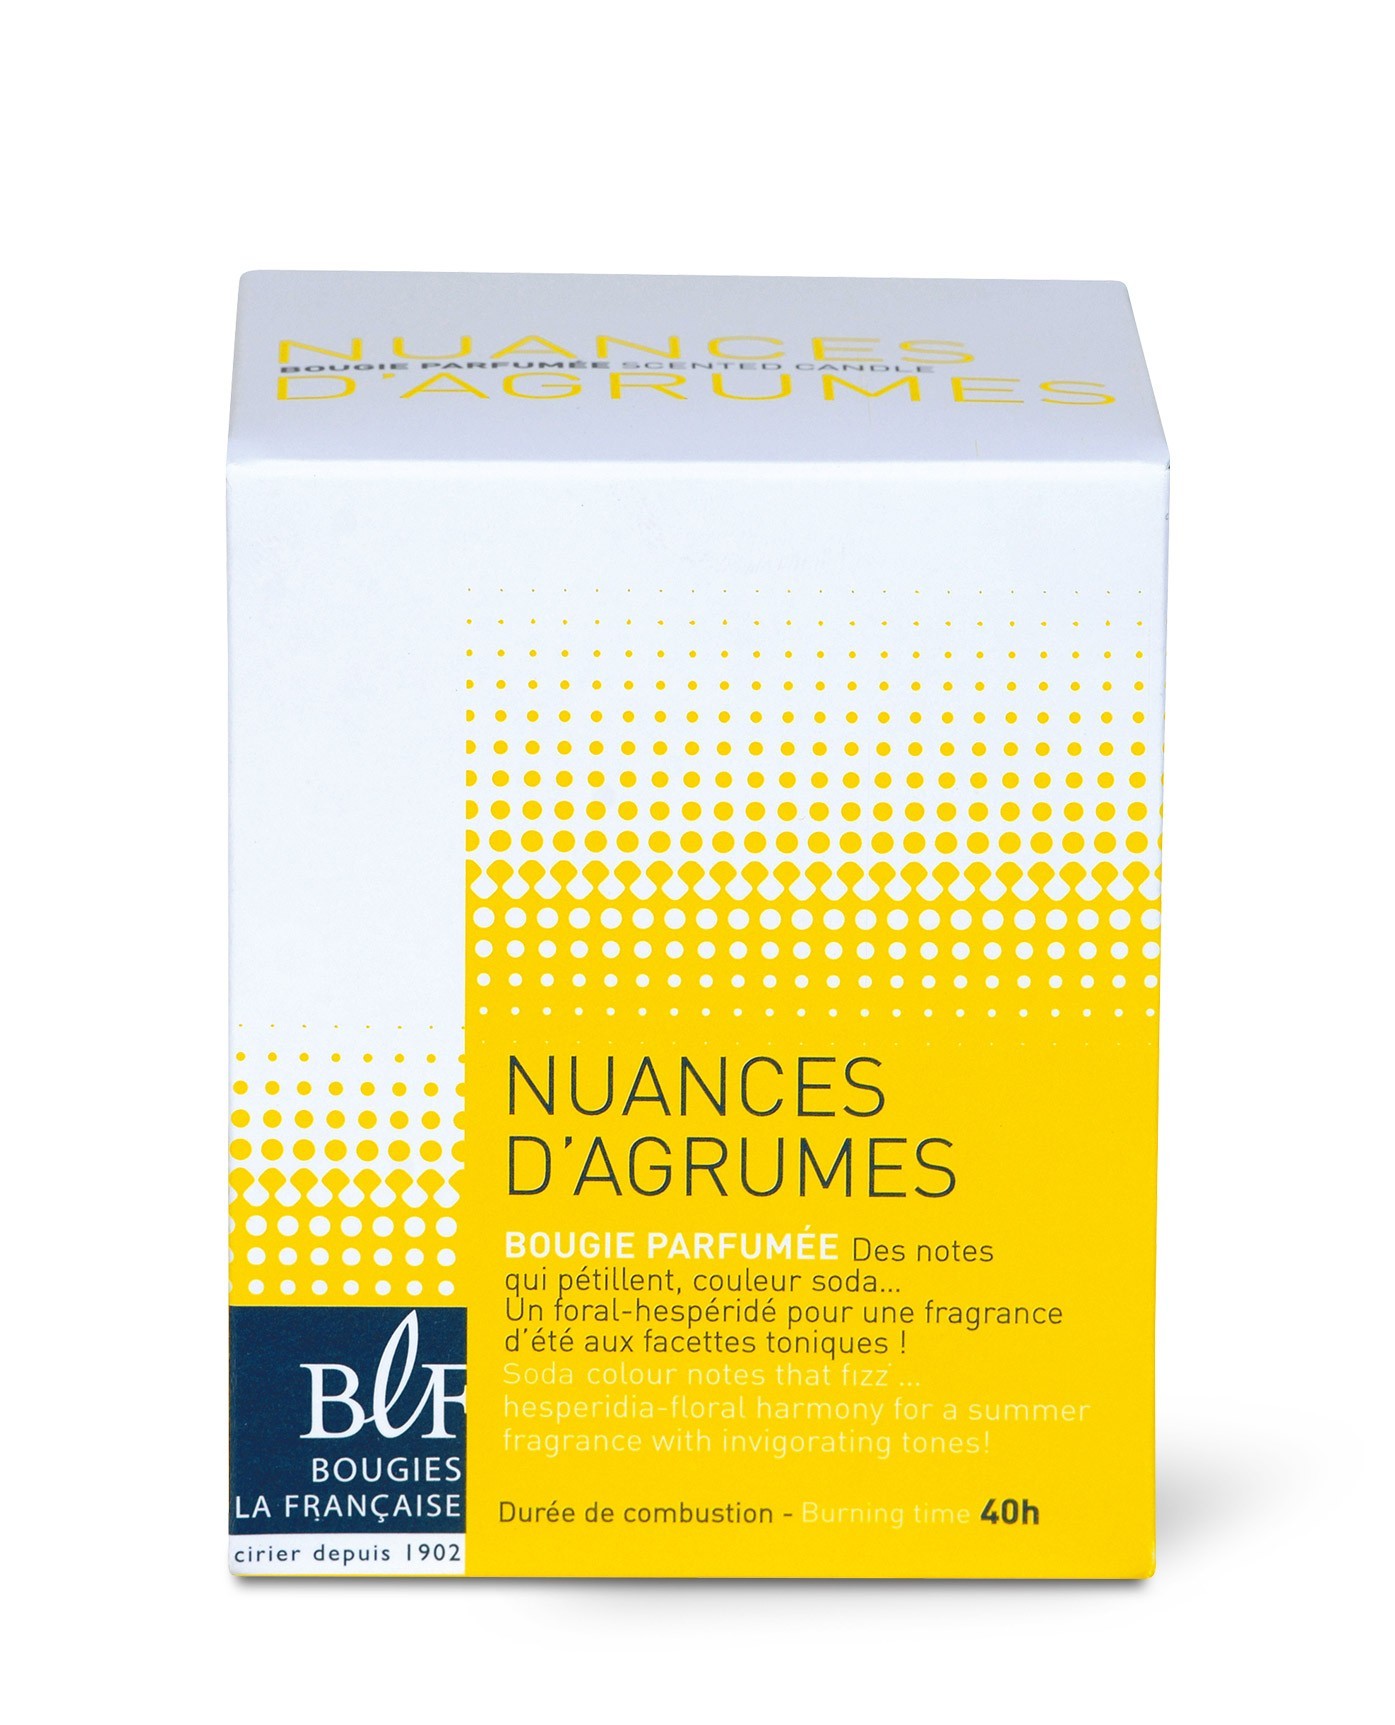 NUANCES
BOUGIE PARFUMÉE SCENTED CANDLE
D'AGRUMES
NUANCES
D'AGRUMES
BOUGIE PARFUMÉE Des notes
qui pétillent, couleur soda...
Un foral-hespéridé pour une fragrance
d'été aux facettes toniques !
Soda colour notes that fizz ...
hesperidia-floral harmony for a summer
fragrance with invigorating tones!
Durée de combustion - Burning time 40h
BlF
BOUGIES
LA FRANÇAISE
cirier depuis 1902